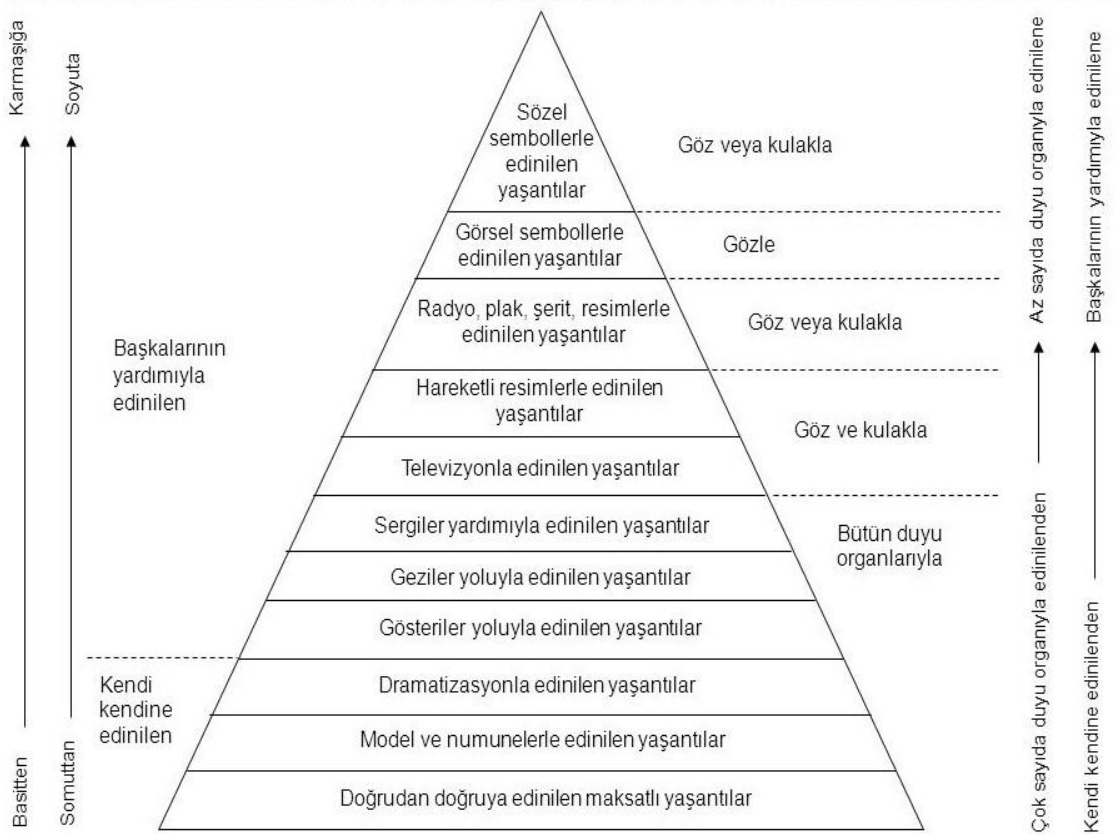 Karmaşığa
Soyuta
Basitten
Somuttan
Başkalarının
yardımıyla
edinilen
Kendi
kendine
edinilen
Sözel
sembollerle
edinilen
yaşantılar
Görsel sembollerle
edinilen yaşantılar
Radyo, plak, şerit, resimlerle
edinilen yaşantılar
Hareketli resimlerle edinilen
yaşantılar
Televizyonla edinilen yaşantılar
Sergiler yardımıyla edinilen yaşantılar
Geziler yoluyla edinilen yaşantılar
Gösteriler yoluyla edinilen yaşantılar
Dramatizasyonla edinilen yaşantılar
Model ve numunelerle edinilen yaşantılar
Doğrudan doğruya edinilen maksatlı yaşantılar
Göz veya kulakla
Gözle
Göz veya kulakla
Göz ve kulakla
Bütün duyu
organlarıyla
Az sayıda duyu organıyla edinilene
Çok sayıda duyu organıyla edinilenden
Başkalarının yardımıyla edinilene
Kendi kendine edinilenden